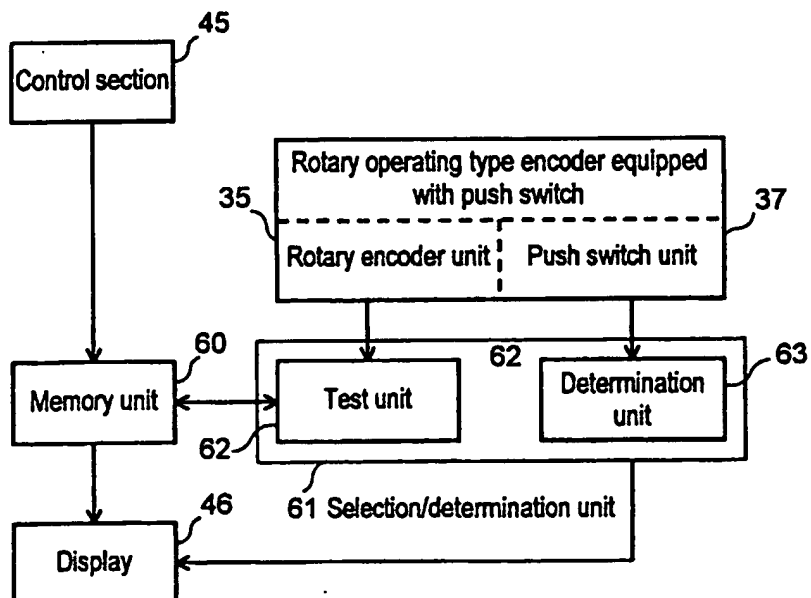 45
Control section
Rotary operating type encoder equipped
with push switch
35
37
Rotary encoder unit
Push switch unit
60
62
63
Memory unit
Test unit
Determination
unit
62
61 Selection/determination unit
46
Display